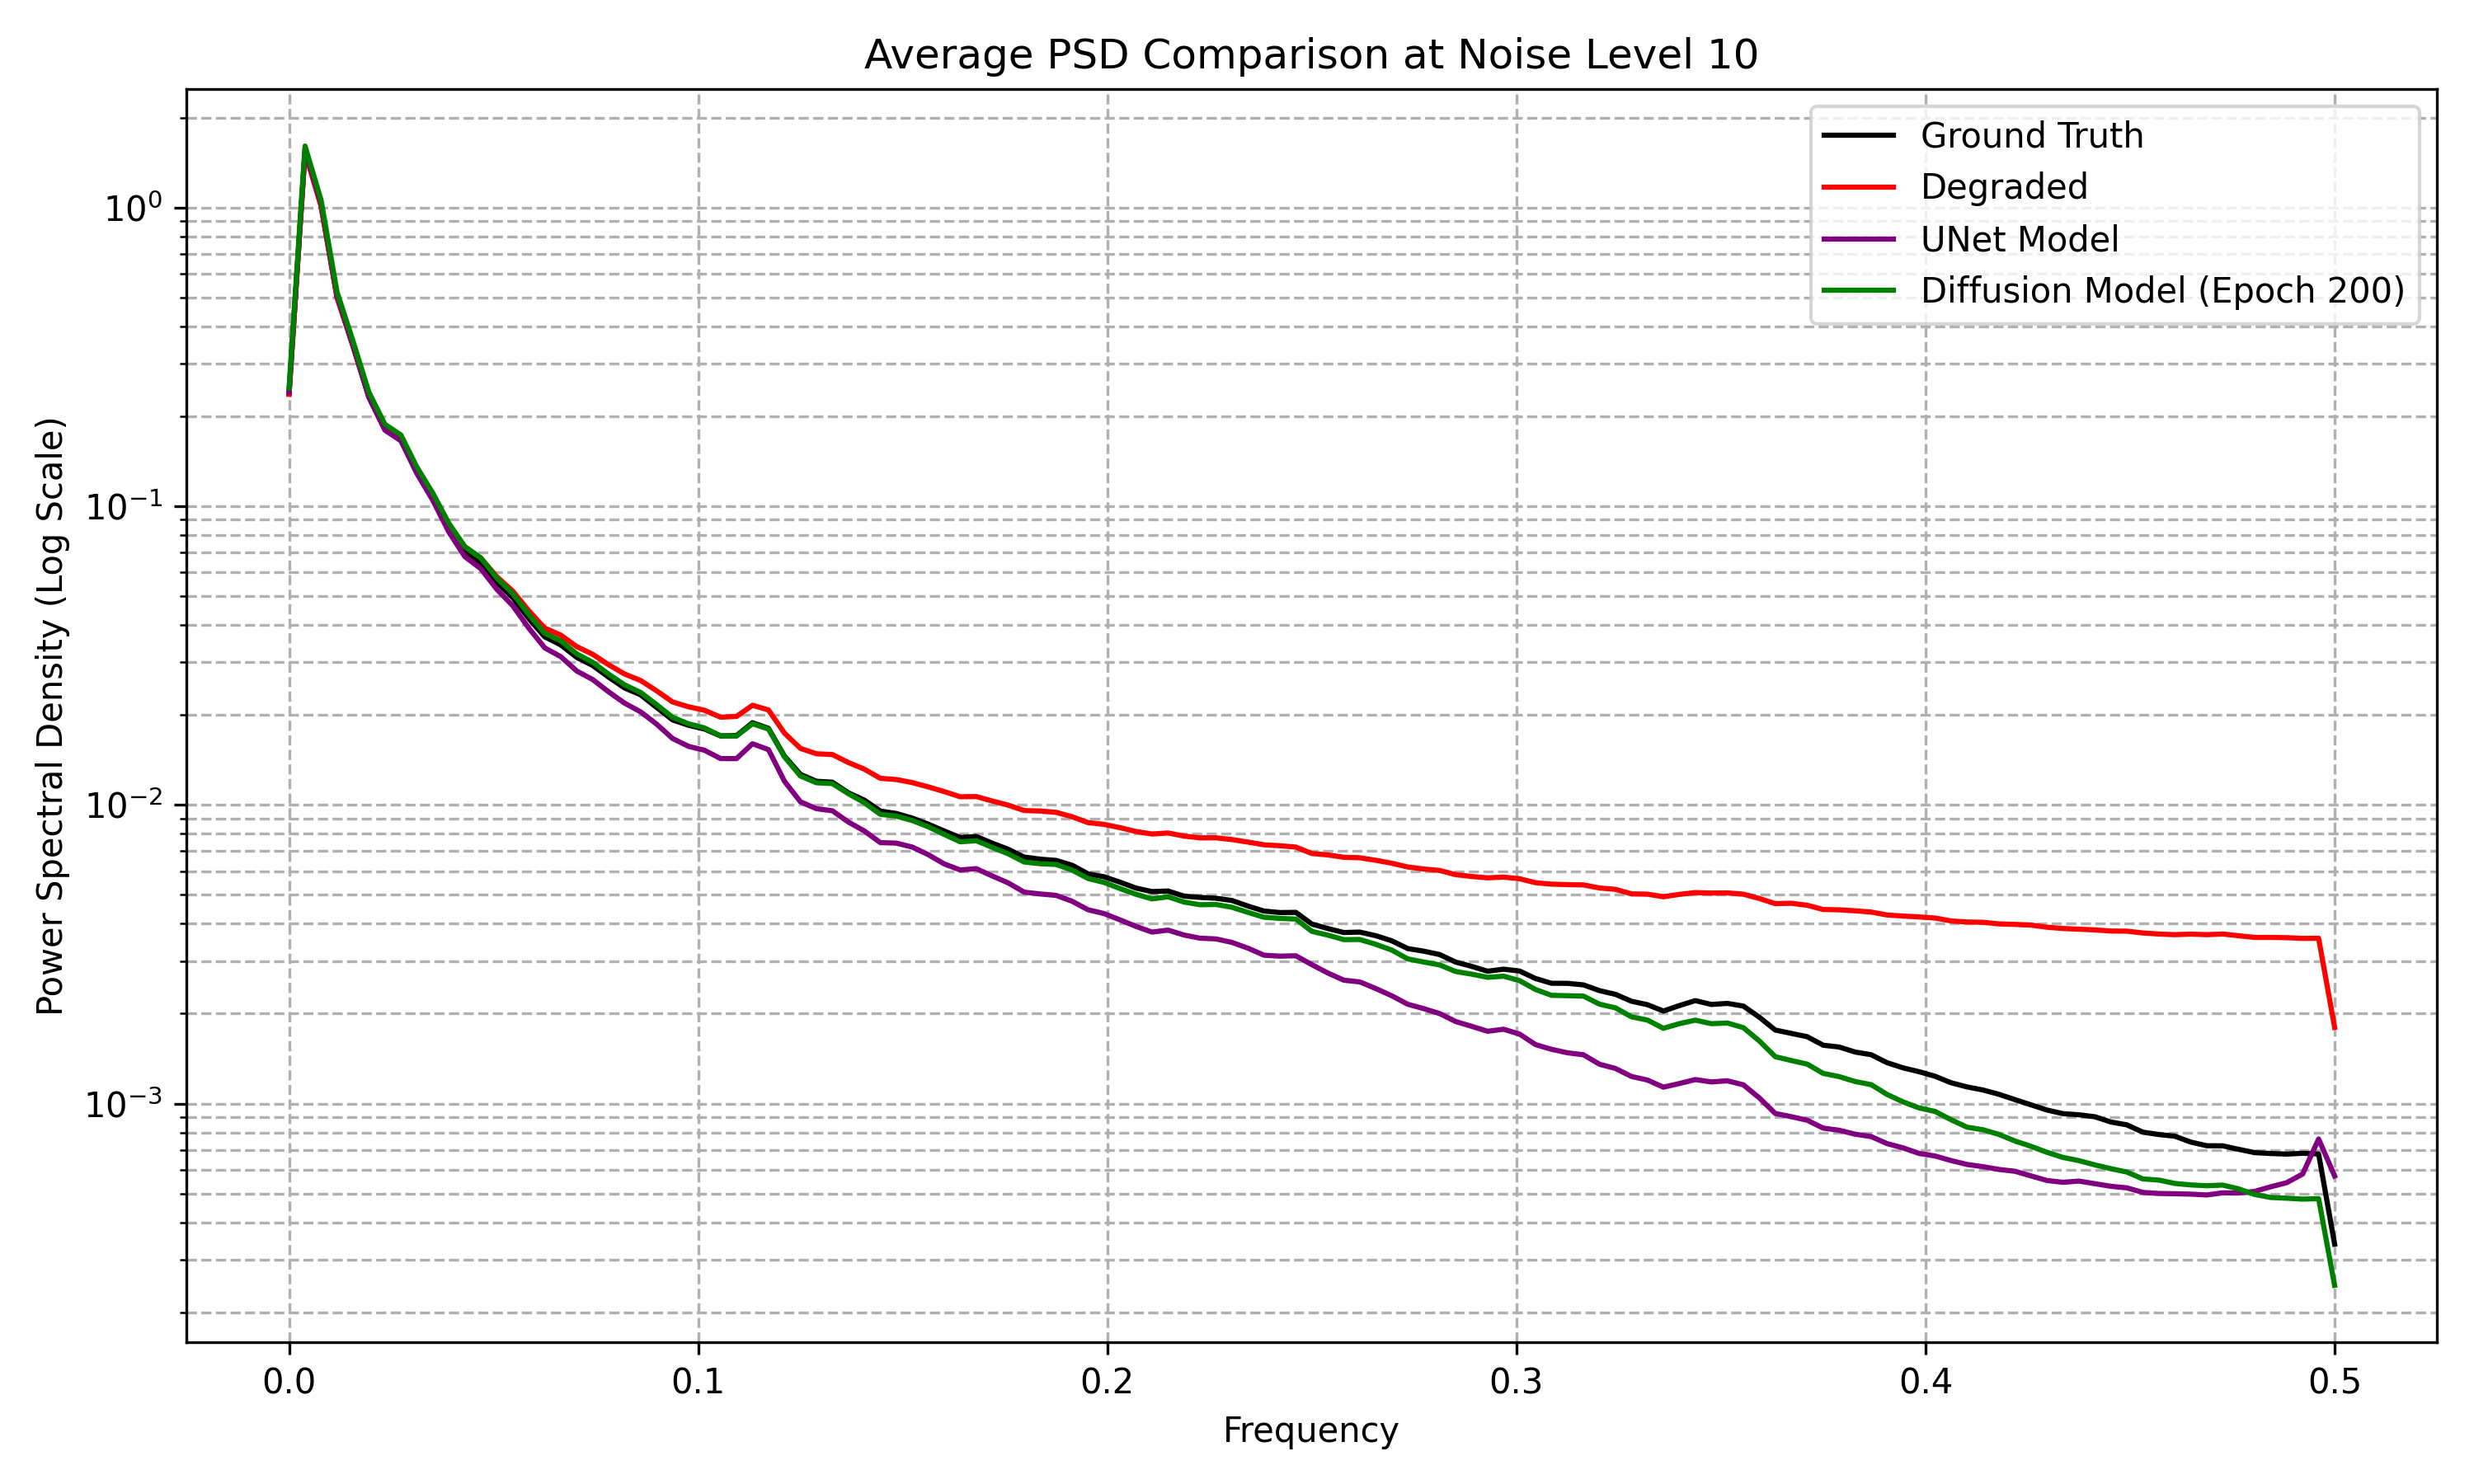 Average PSD Comparison at Noise Level 10
Ground Truth
Degraded
UNet Model
Diffusion Model (Epoch 200)
Power Spectral Density (Log Scale)
10⁰
10⁻¹
10⁻²
10⁻³
0.0 0.1 0.2 0.3 0.4 0.5
Frequency